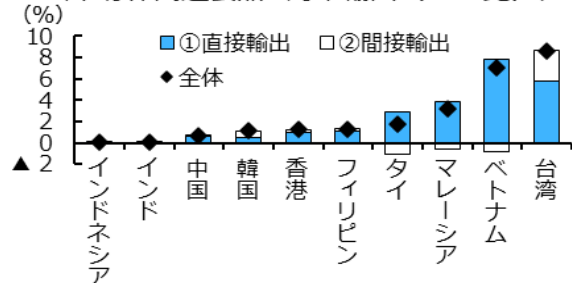 (%)
10
8
6
4
2
0
▲ 2
①直接輸出
②間接輸出
◆全体
インドネシア
インド
中国
韓国
香港
フィリピン
タイ
マレーシア
ベトナム
台湾